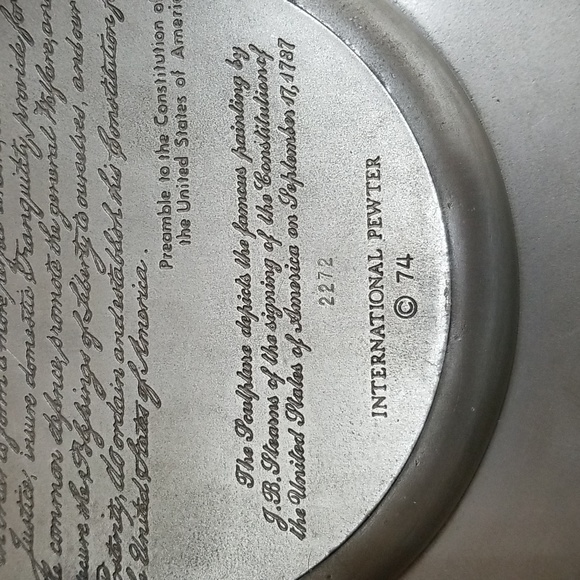 Justice, insure domestic Tranquility, provide for
common defence, promote the general Welfare, and
secure the Blessings of Liberty to ourselves, and our
Posterity, do ordain and establish this Constitution
United States of America.
Preamble to the Constitution of
the United States of America
The Sculpture depicts the famous painting by
J.B. Stearns of the signing of the Constitution of
the United States of America on September 17, 1787
2272
INTERNATIONAL PEWTER
© 74